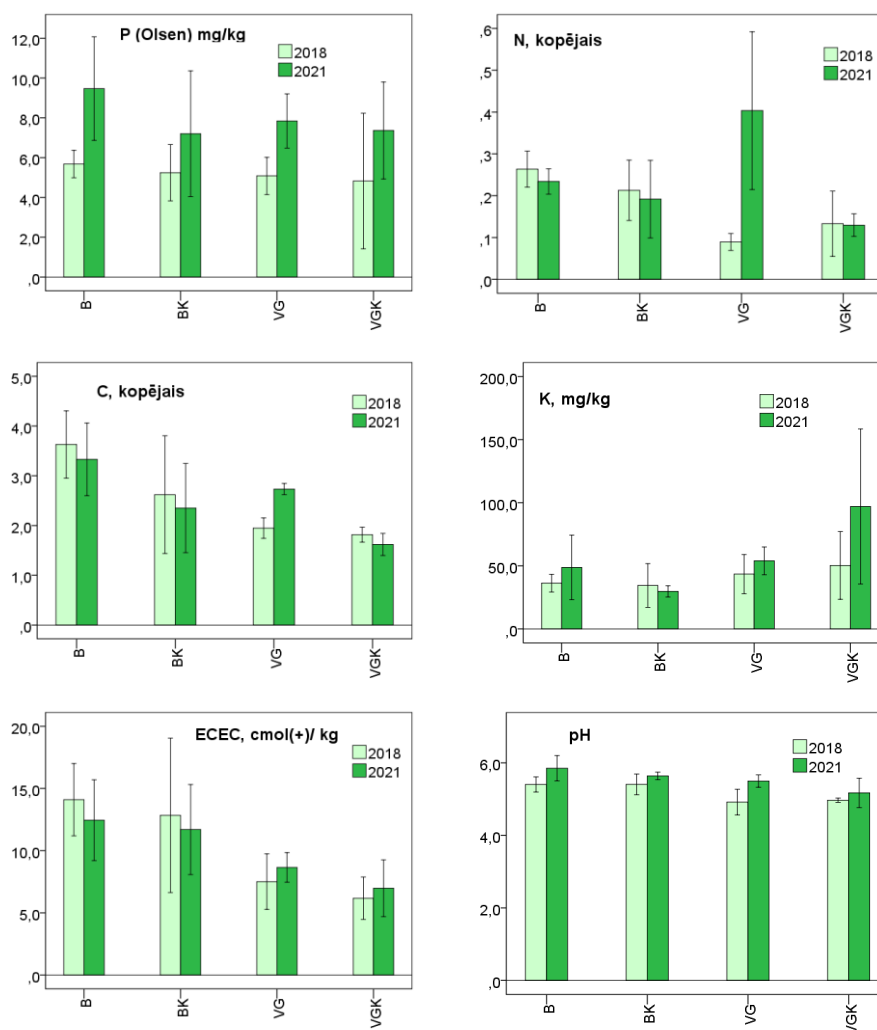 P (Olsen) mg/kg
2018
2021
12,0
10,0
8,0
6,0
4,0
2,0
,0
B
BK
VG
VGK
N, kopējais
2018
2021
,6
,5
,4
,3
,2
,1
,0
B
BK
VG
VGK
C, kopējais
2018
2021
5,0
4,0
3,0
2,0
1,0
,0
B
BK
VG
VGK
K, mg/kg
2018
2021
200,0
150,0
100,0
50,0
,0
B
BK
VG
VGK
ECEC, cmol(+)/ kg
2018
2021
20,0
15,0
10,0
5,0
,0
B
BK
VG
VGK
pH
2018
2021
6,0
4,0
2,0
,0
B
BK
VG
VGK